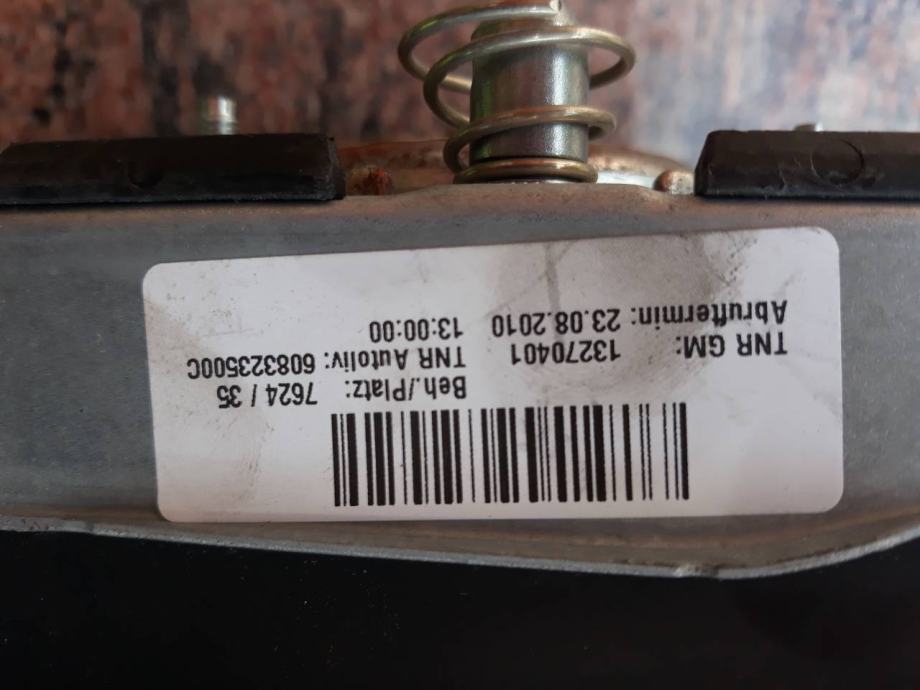 Beh./Platz: 7624 / 35
TNR GM: 13270401 TNR Autoliv: 608323500C
Abruftermin: 23.08.2010 13:00:00